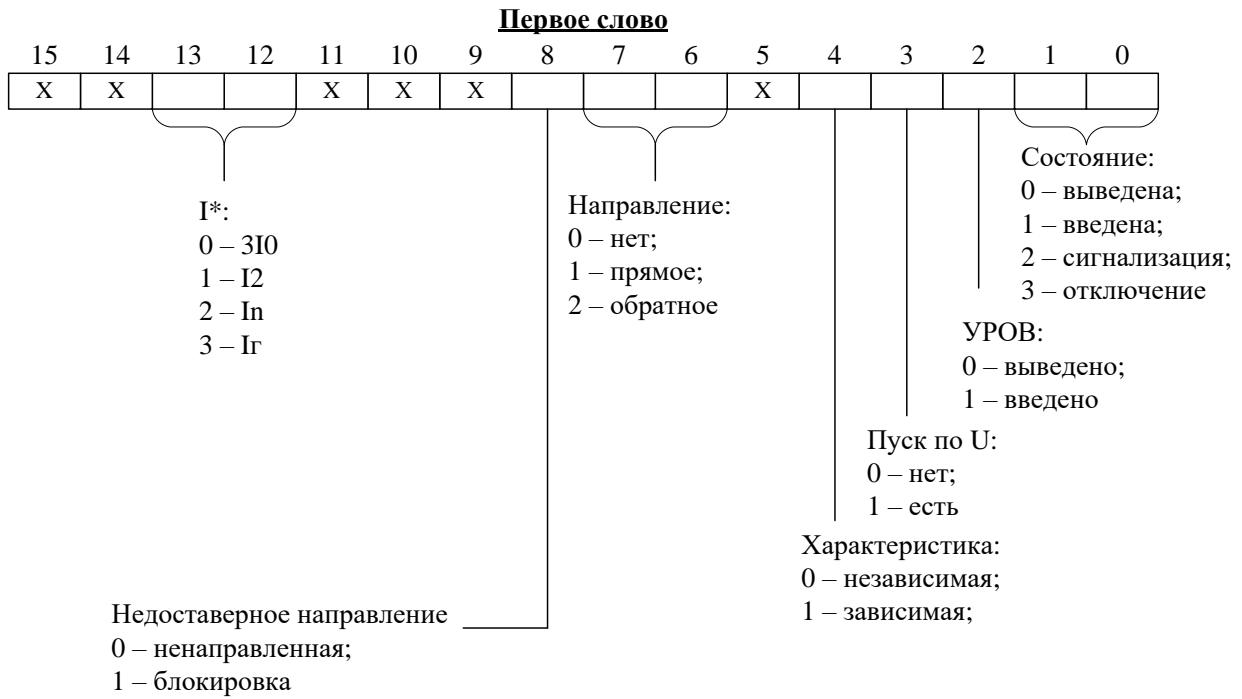 Первое слово
15 14 13 12 11 10 9 8 7 6 5 4 3 2 1 0
X X X X X X
I*:
0 – 3I0
1 – I2
2 – In
3 – Iг
Направление:
0 – нет;
1 – прямое;
2 – обратное
Состояние:
0 – выведена;
1 – введена;
2 – сигнализация;
3 – отключение
УРОВ:
0 – выведено;
1 – введено
Пуск по U:
0 – нет;
1 – есть
Характеристика:
0 – независимая;
1 – зависимая;
Недоставерное направление
0 – ненаправленная;
1 – блокировка